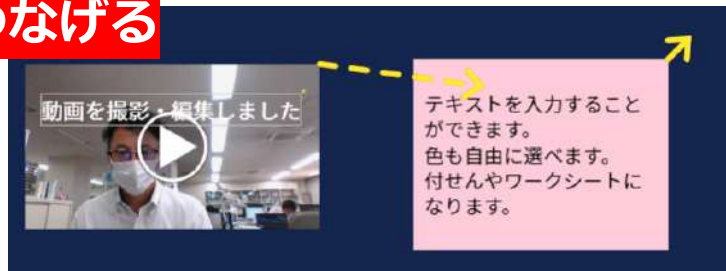 つなげる
動画を撮影・編集しました
テキストを入力すること
ができます。
色も自由に選べます。
付せんやワークシートに
なります。